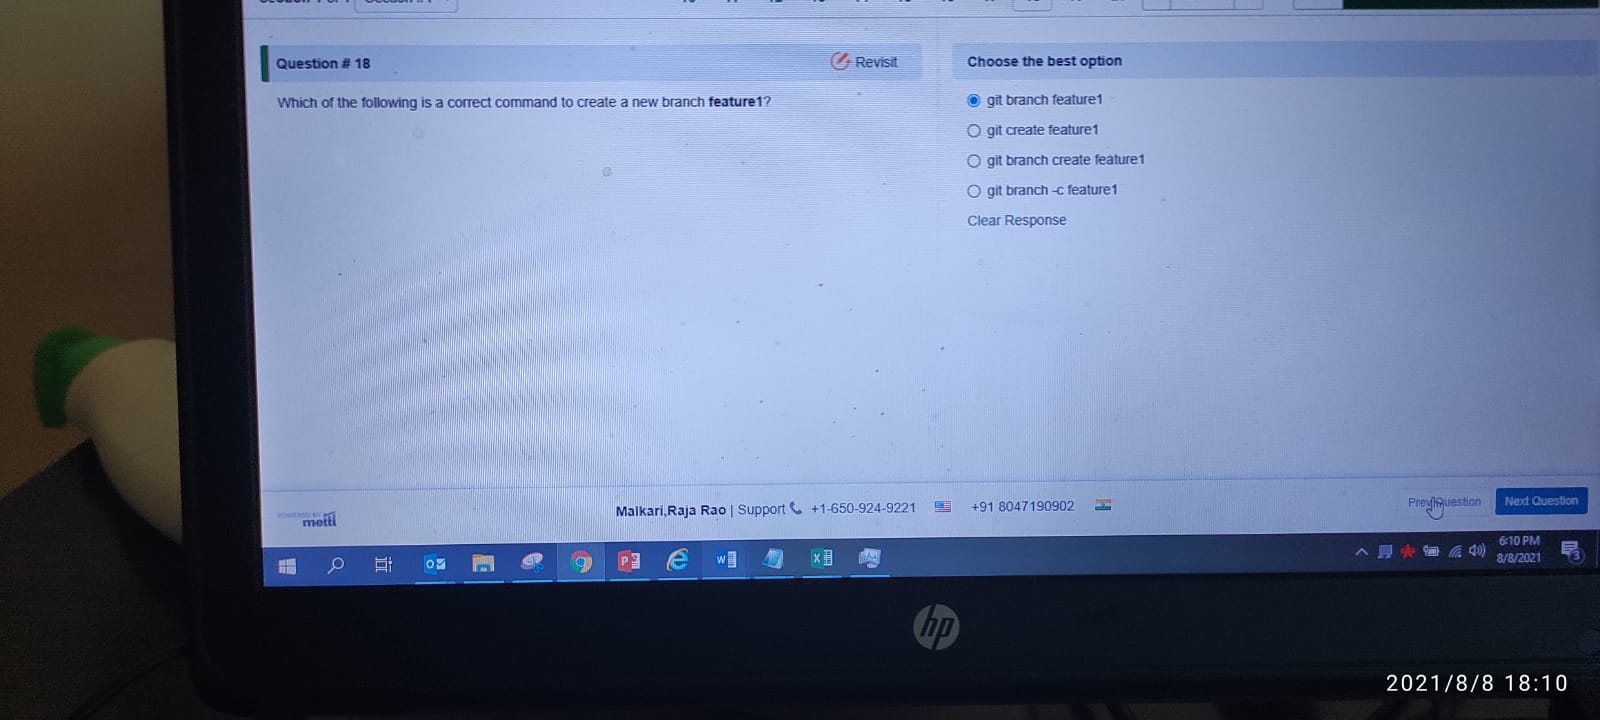 Question # 18
Revisit
Which of the following is a correct command to create a new branch feature1?
Choose the best option
git branch feature1
git create feature1
git branch create feature1
git branch -c feature1
Clear Response
POWERED BY
mettl
Malkari,Raja Rao | Support +1-650-924-9221 +91 8047190902
Question
Next Question
6:10 PM
8/8/2021
3
hp
2021/8/8 18:10